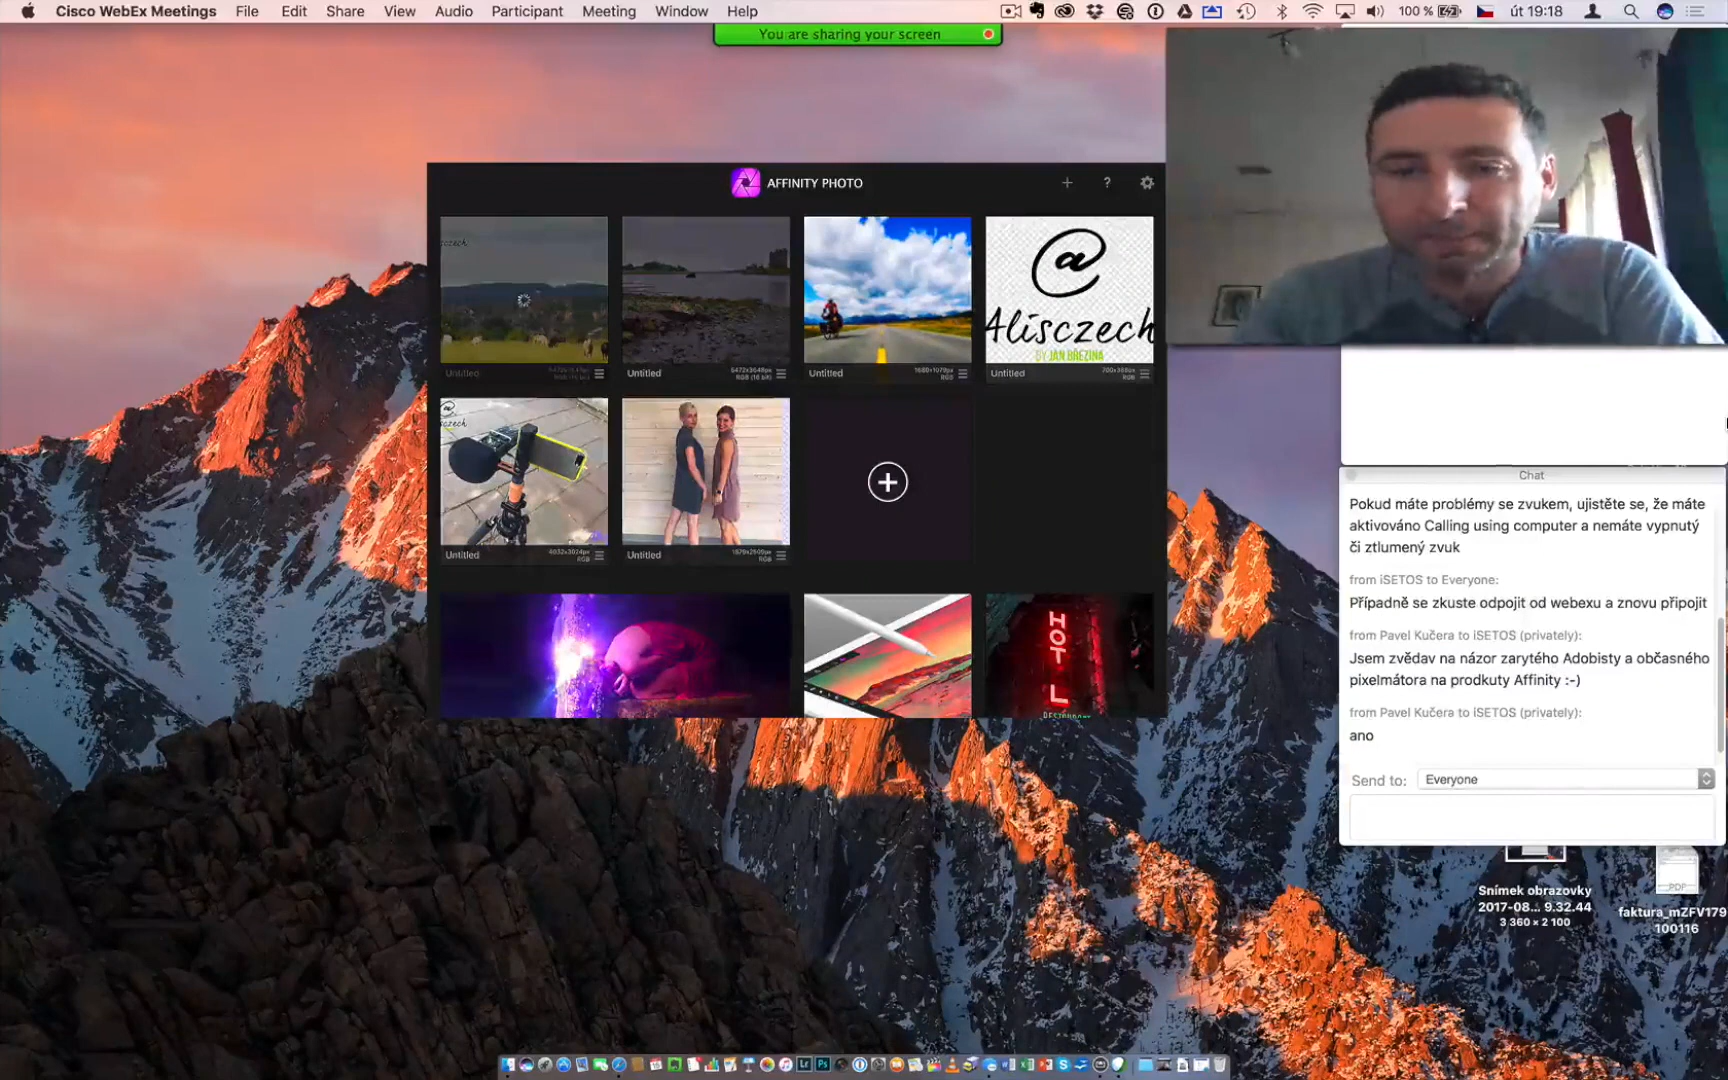 Cisco WebEx Meetings File Edit Share View Audio Participant Meeting Window Help
100 % út 19:18
You are sharing your screen
AFFINITY PHOTO
Untitled
Untitled
Untitled
Untitled
@
Alisczech
BY JAN BŘEZINA
Untitled
Untitled
HOT L
Chat
Pokud máte problémy se zvukem, ujistěte se, že máte
aktivováno Calling using computer a nemáte vypnutý
či ztlumený zvuk
from iSETOS to Everyone:
Případně se zkuste odpojit od webexu a znovu připojit
from Pavel Kučera to iSETOS (privately):
Jsem zvědav na názor zarytého Adobisty a občasného
pixelmátora na prodkuty Affinity :-)
from Pavel Kučera to iSETOS (privately):
ano
Send to: Everyone
PDF
Snímek obrazovky
2017-08... 9.32.44
3 360 × 2 100
faktura_mZFV179
100116
Lr Ps